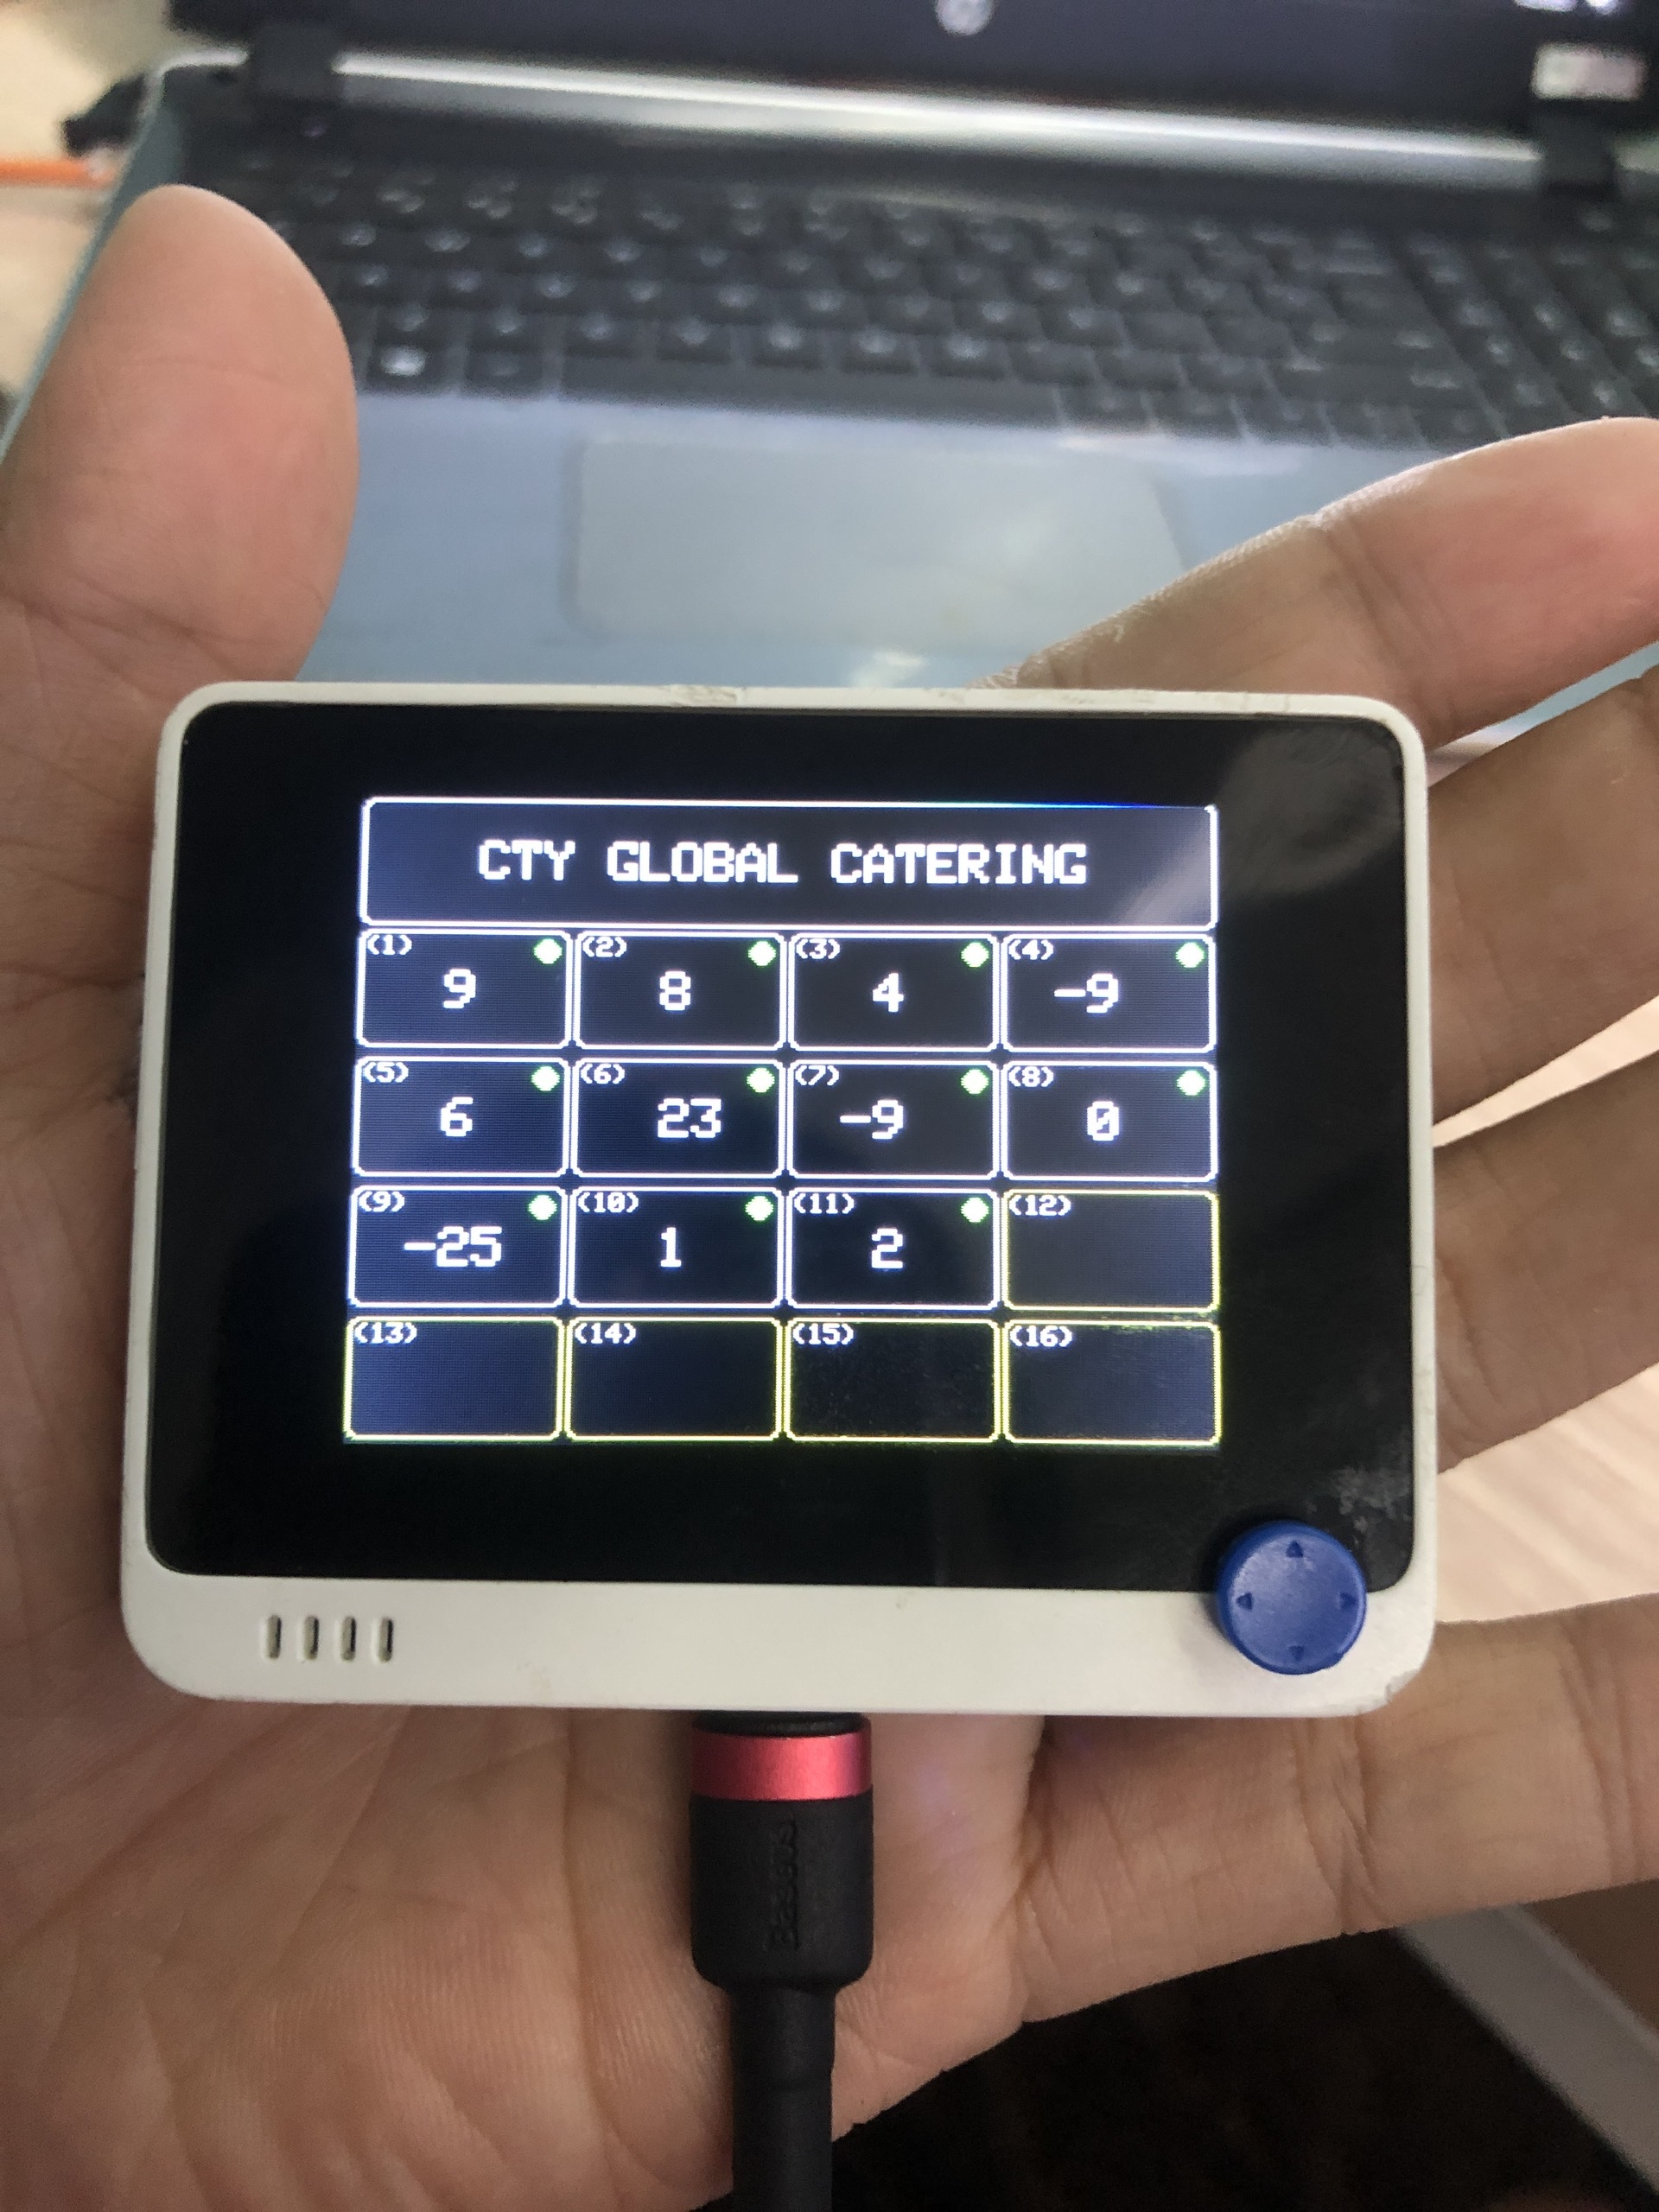 CTY GLOBAL CATERING
(1) 9 (2) 8 (3) 4 (4) -9
(5) 6 (6) 23 (7) -9 (8) 0
(9) -25 (10) 1 (11) 2 (12)
(13) (14) (15) (16)
Baseus